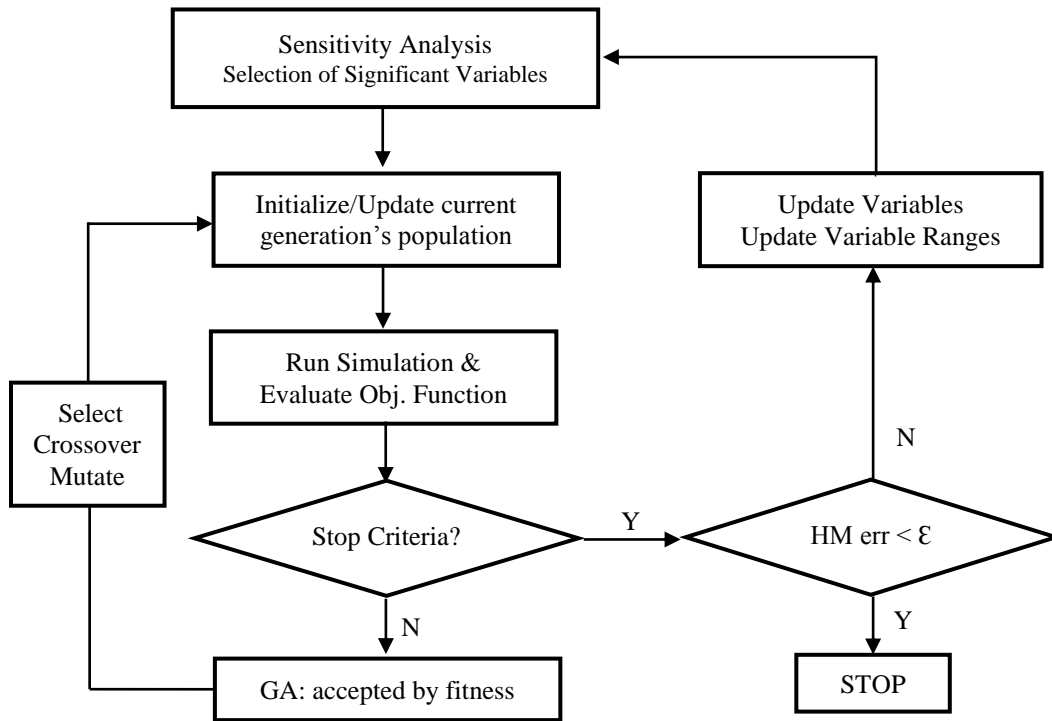 Sensitivity Analysis
Selection of Significant Variables
Initialize/Update current
generation’s population
Update Variables
Update Variable Ranges
Run Simulation &
Evaluate Obj. Function
Select
Crossover
Mutate
N
Stop Criteria?
Y
HM err < Ɛ
N
Y
GA: accepted by fitness
STOP